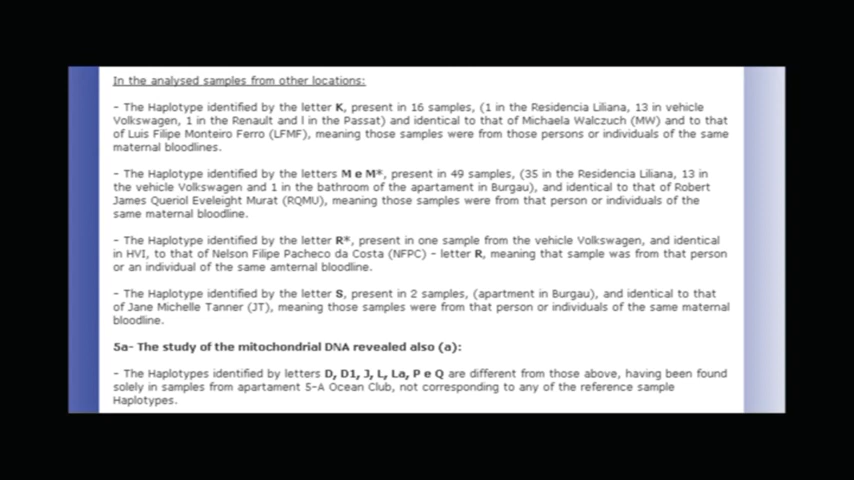 In the analysed samples from other locations:
- The Haplotype identified by the letter K, present in 16 samples, (1 in the Residencia Liliana, 13 in vehicle
Volkswagen, 1 in the Renault and l in the Passat) and identical to that of Michaela Walczuch (MW) and to that
of Luis Filipe Monteiro Ferro (LFMF), meaning those samples were from those persons or individuals of the same
maternal bloodlines.
- The Haplotype identified by the letters M e M*, present in 49 samples, (35 in the Residencia Liliana, 13 in
the vehicle Volkswagen and 1 in the bathroom of the apartament in Burgau), and identical to that of Robert
James Queriol Eveleight Murat (RQMU), meaning those samples were from that person or individuals of the
same maternal bloodline.
- The Haplotype identified by the letter R*, present in one sample from the vehicle Volkswagen, and identical
in HVI, to that of Nelson Filipe Pacheco da Costa (NFPC) - letter R, meaning that sample was from that person
or an individual of the same amternal bloodline.
- The Haplotype identified by the letter S, present in 2 samples, (apartment in Burgau), and identical to that
of Jane Michelle Tanner (JT), meaning those samples were from that person or individuals of the same maternal
bloodline.
5a- The study of the mitochondrial DNA revealed also (a):
- The Haplotypes identified by letters D, D1, J, L, La, P e Q are different from those above, having been found
solely in samples from apartament 5-A Ocean Club, not corresponding to any of the reference sample
Haplotypes.